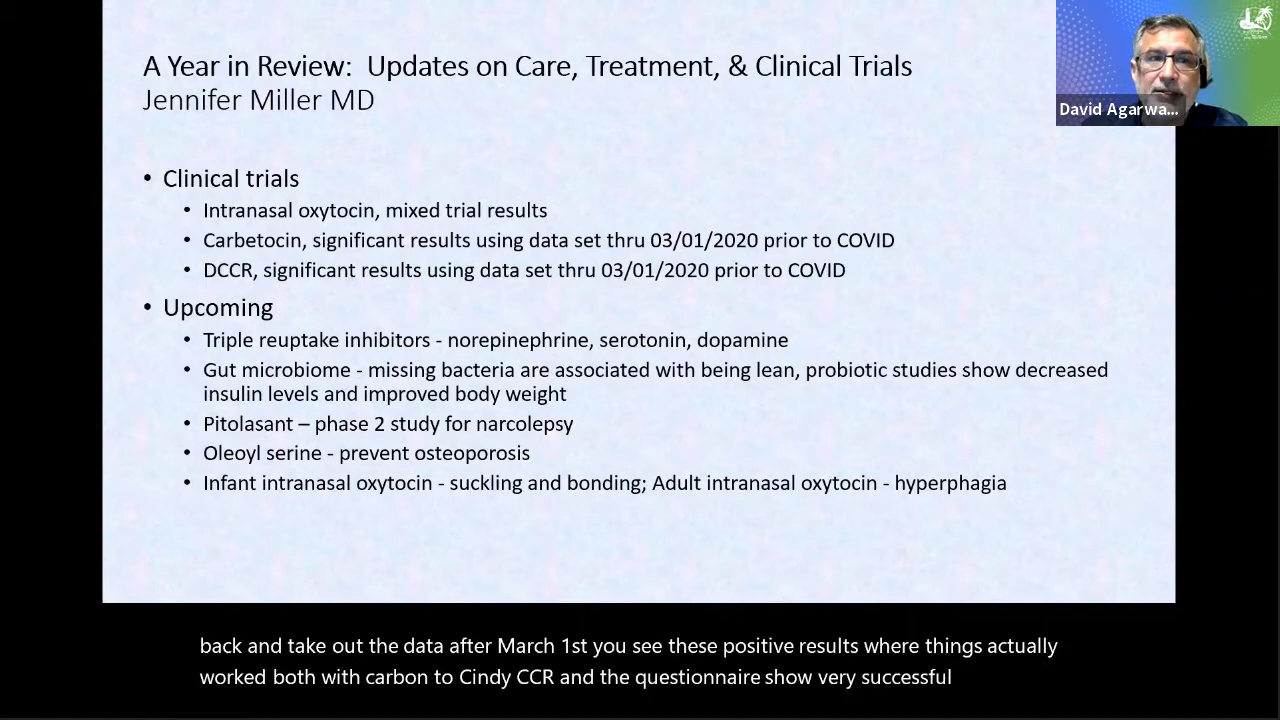 A Year in Review: Updates on Care, Treatment, & Clinical Trials
Jennifer Miller MD
David Agarwa...
• Clinical trials
• Intranasal oxytocin, mixed trial results
• Carbetocin, significant results using data set thru 03/01/2020 prior to COVID
• DCCR, significant results using data set thru 03/01/2020 prior to COVID
• Upcoming
• Triple reuptake inhibitors - norepinephrine, serotonin, dopamine
• Gut microbiome - missing bacteria are associated with being lean, probiotic studies show decreased
insulin levels and improved body weight
• Pitolasant – phase 2 study for narcolepsy
• Oleoyl serine - prevent osteoporosis
• Infant intranasal oxytocin - suckling and bonding; Adult intranasal oxytocin - hyperphagia
back and take out the data after March 1st you see these positive results where things actually
worked both with carbon to Cindy CCR and the questionnaire show very successful